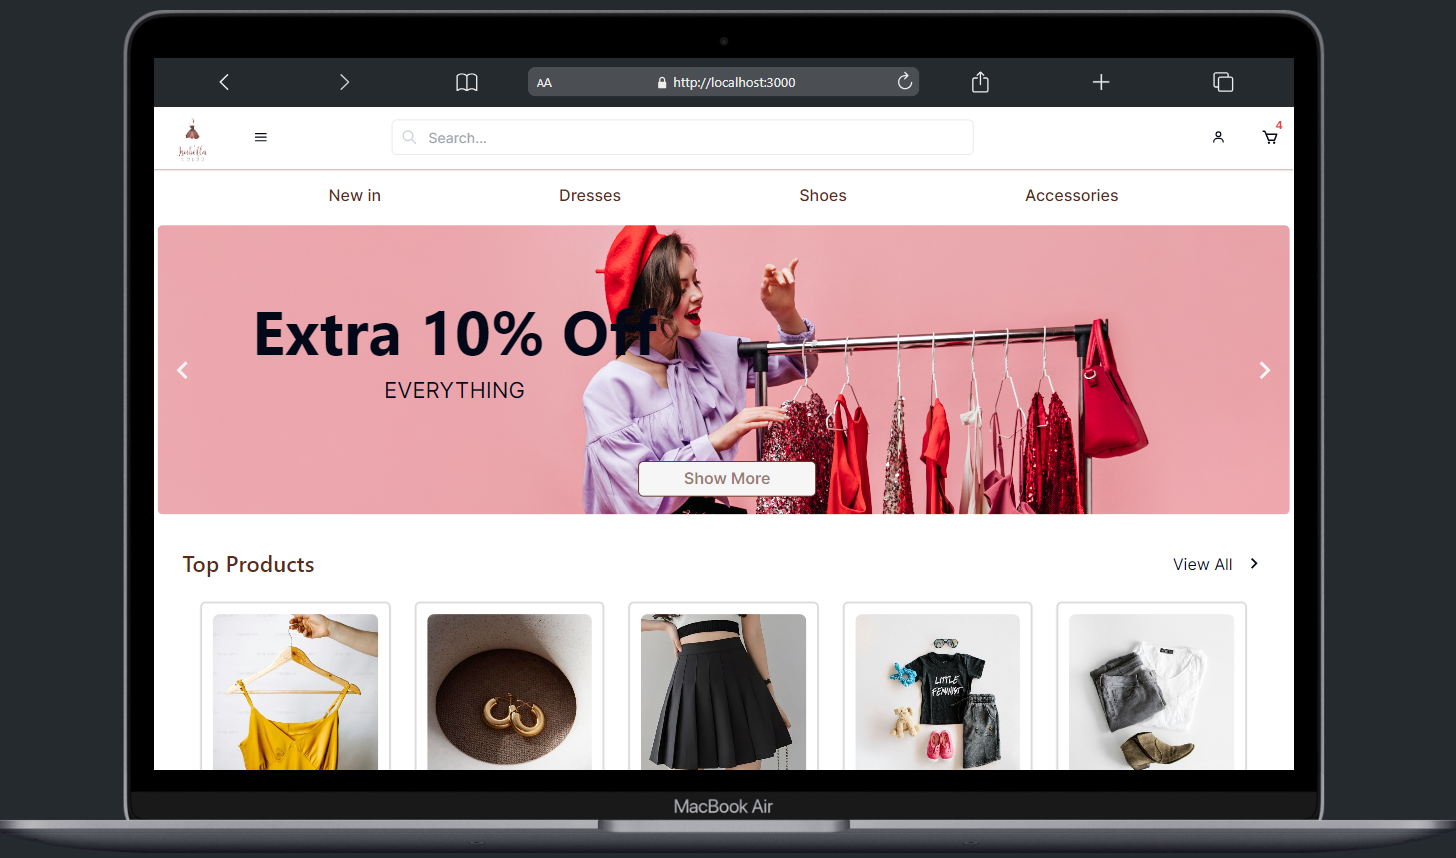 AA
http://localhost:3000
Search...
4
New in
Dresses
Shoes
Accessories
Extra 10% Off
EVERYTHING
Show More
Top Products
View All
LITTLE
FEMINIST
MacBook Air